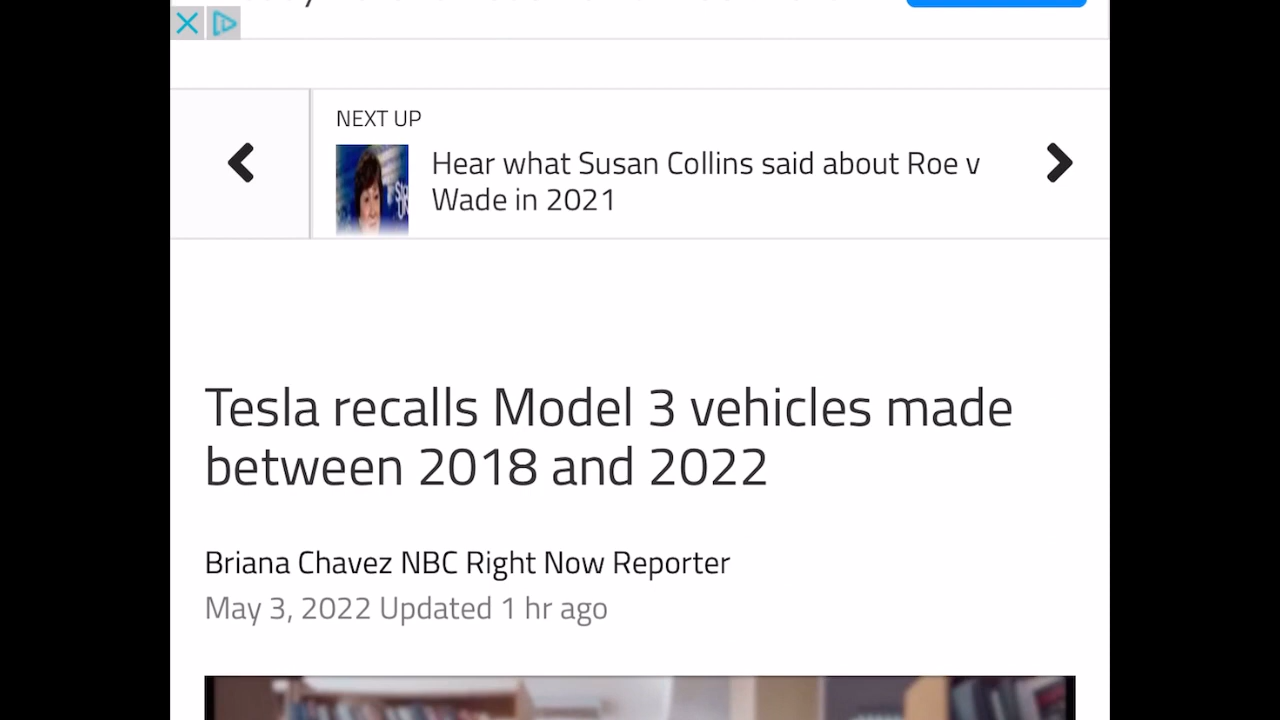 NEXT UP
Hear what Susan Collins said about Roe v
Wade in 2021
Tesla recalls Model 3 vehicles made
between 2018 and 2022
Briana Chavez NBC Right Now Reporter
May 3, 2022 Updated 1 hr ago